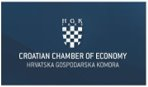 HGK
CROATIAN CHAMBER OF ECONOMY
HRVATSKA GOSPODARSKA KOMORA